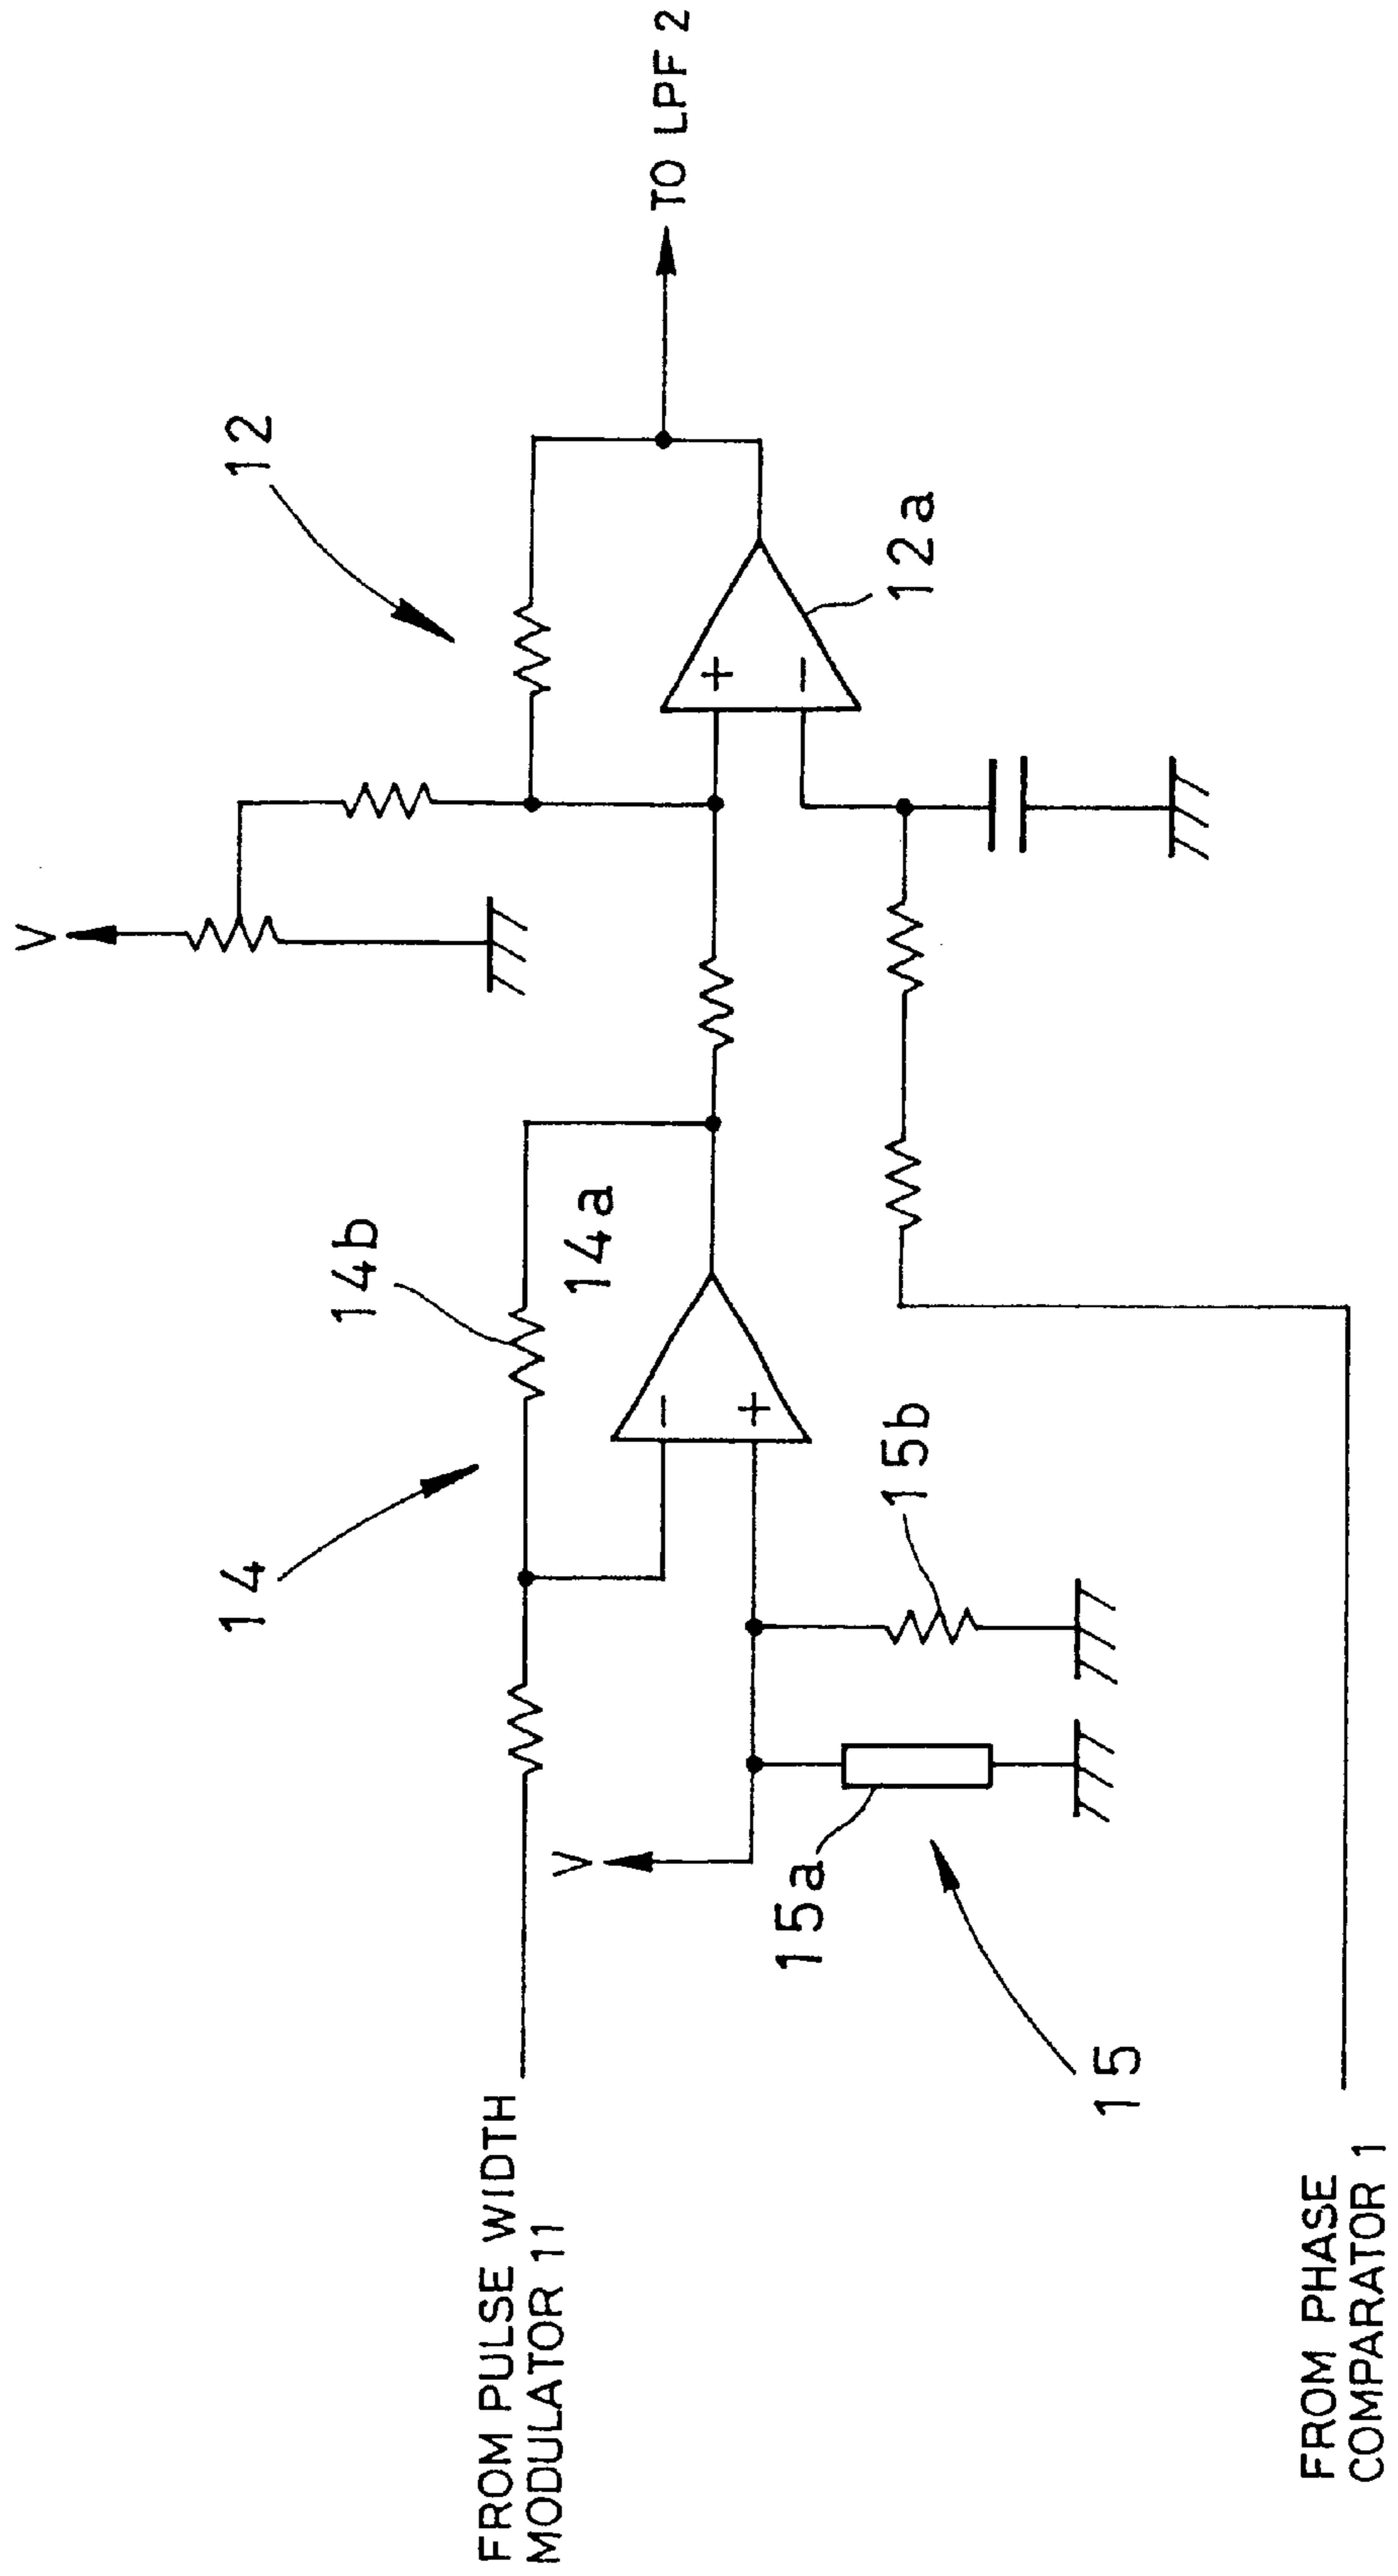 V
12
TO LPF 2
+
−
12a
14b
14a
14
−
+
15b
V
15a
15
FROM PULSE WIDTH
MODULATOR 11
FROM PHASE
COMPARATOR 1